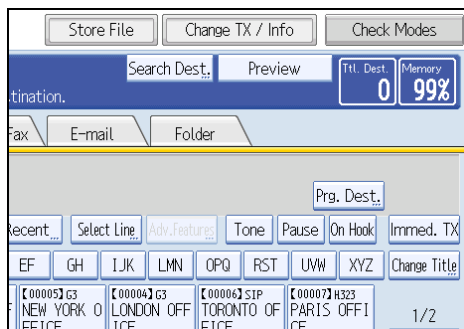 Store File Change TX / Info Check Modes
Search Dest. Preview Ttl. Dest. Memory
tination. 0 99%
Fax E-mail Folder
Prg. Dest.
Recent Select Line Adv.Features Tone Pause On Hook Immed. TX
EF GH IJK LMN OPQ RST UVW XYZ Change Title
【00005】G3 【00004】G3 【00006】SIP 【00007】H323
NEW YORK O LONDON OFF TORONTO OF PARIS OFFI 1/2
FFICE ICE FICE CE